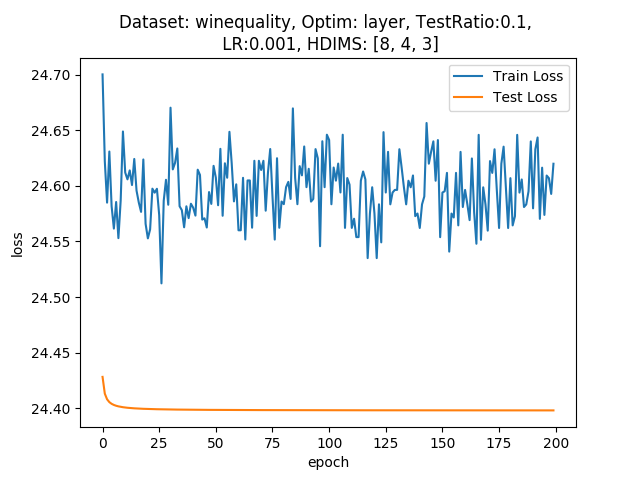 Dataset: winequality, Optim: layer, TestRatio:0.1,
LR:0.001, HDIMS: [8, 4, 3]
Train Loss
Test Loss
loss
24.70
24.65
24.60
24.55
24.50
24.45
24.40
0 25 50 75 100 125 150 175 200
epoch